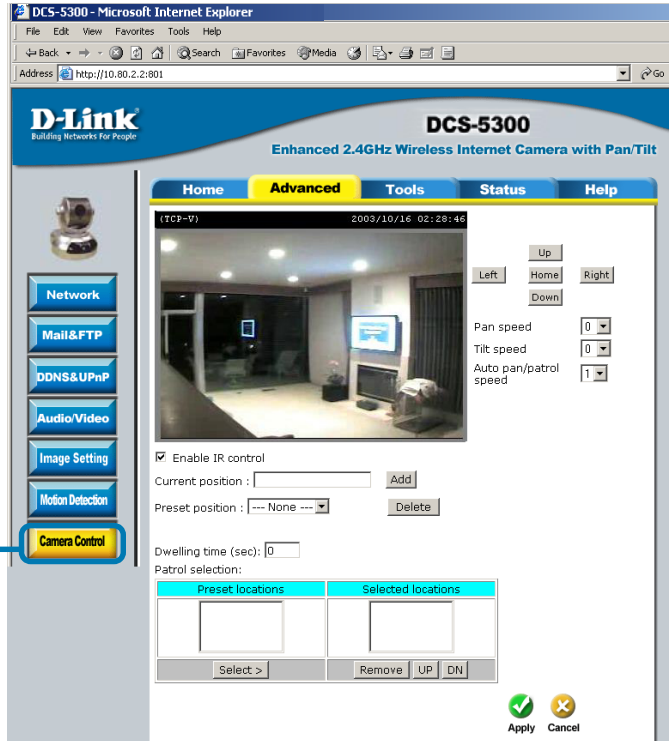 DCS-5300 - Microsoft Internet Explorer
File Edit View Favorites Tools Help
Back Search Favorites Media
Address http://10.80.2.2:801 Go
D-Link
Building Networks For People
DCS-5300
Enhanced 2.4GHz Wireless Internet Camera with Pan/Tilt
Home Advanced Tools Status Help
Network
Mail&FTP
DDNS&UPnP
Audio/Video
Image Setting
Motion Detection
Camera Control
(TCP-V) 2003/10/16 02:28:46
Up
Left Home Right
Down
Pan speed 0
Tilt speed 0
Auto pan/patrol speed 1
Enable IR control
Current position : Add
Preset position : --- None --- Delete
Dwelling time (sec): 0
Patrol selection:
Preset locations Selected locations
Select > Remove UP DN
Apply Cancel